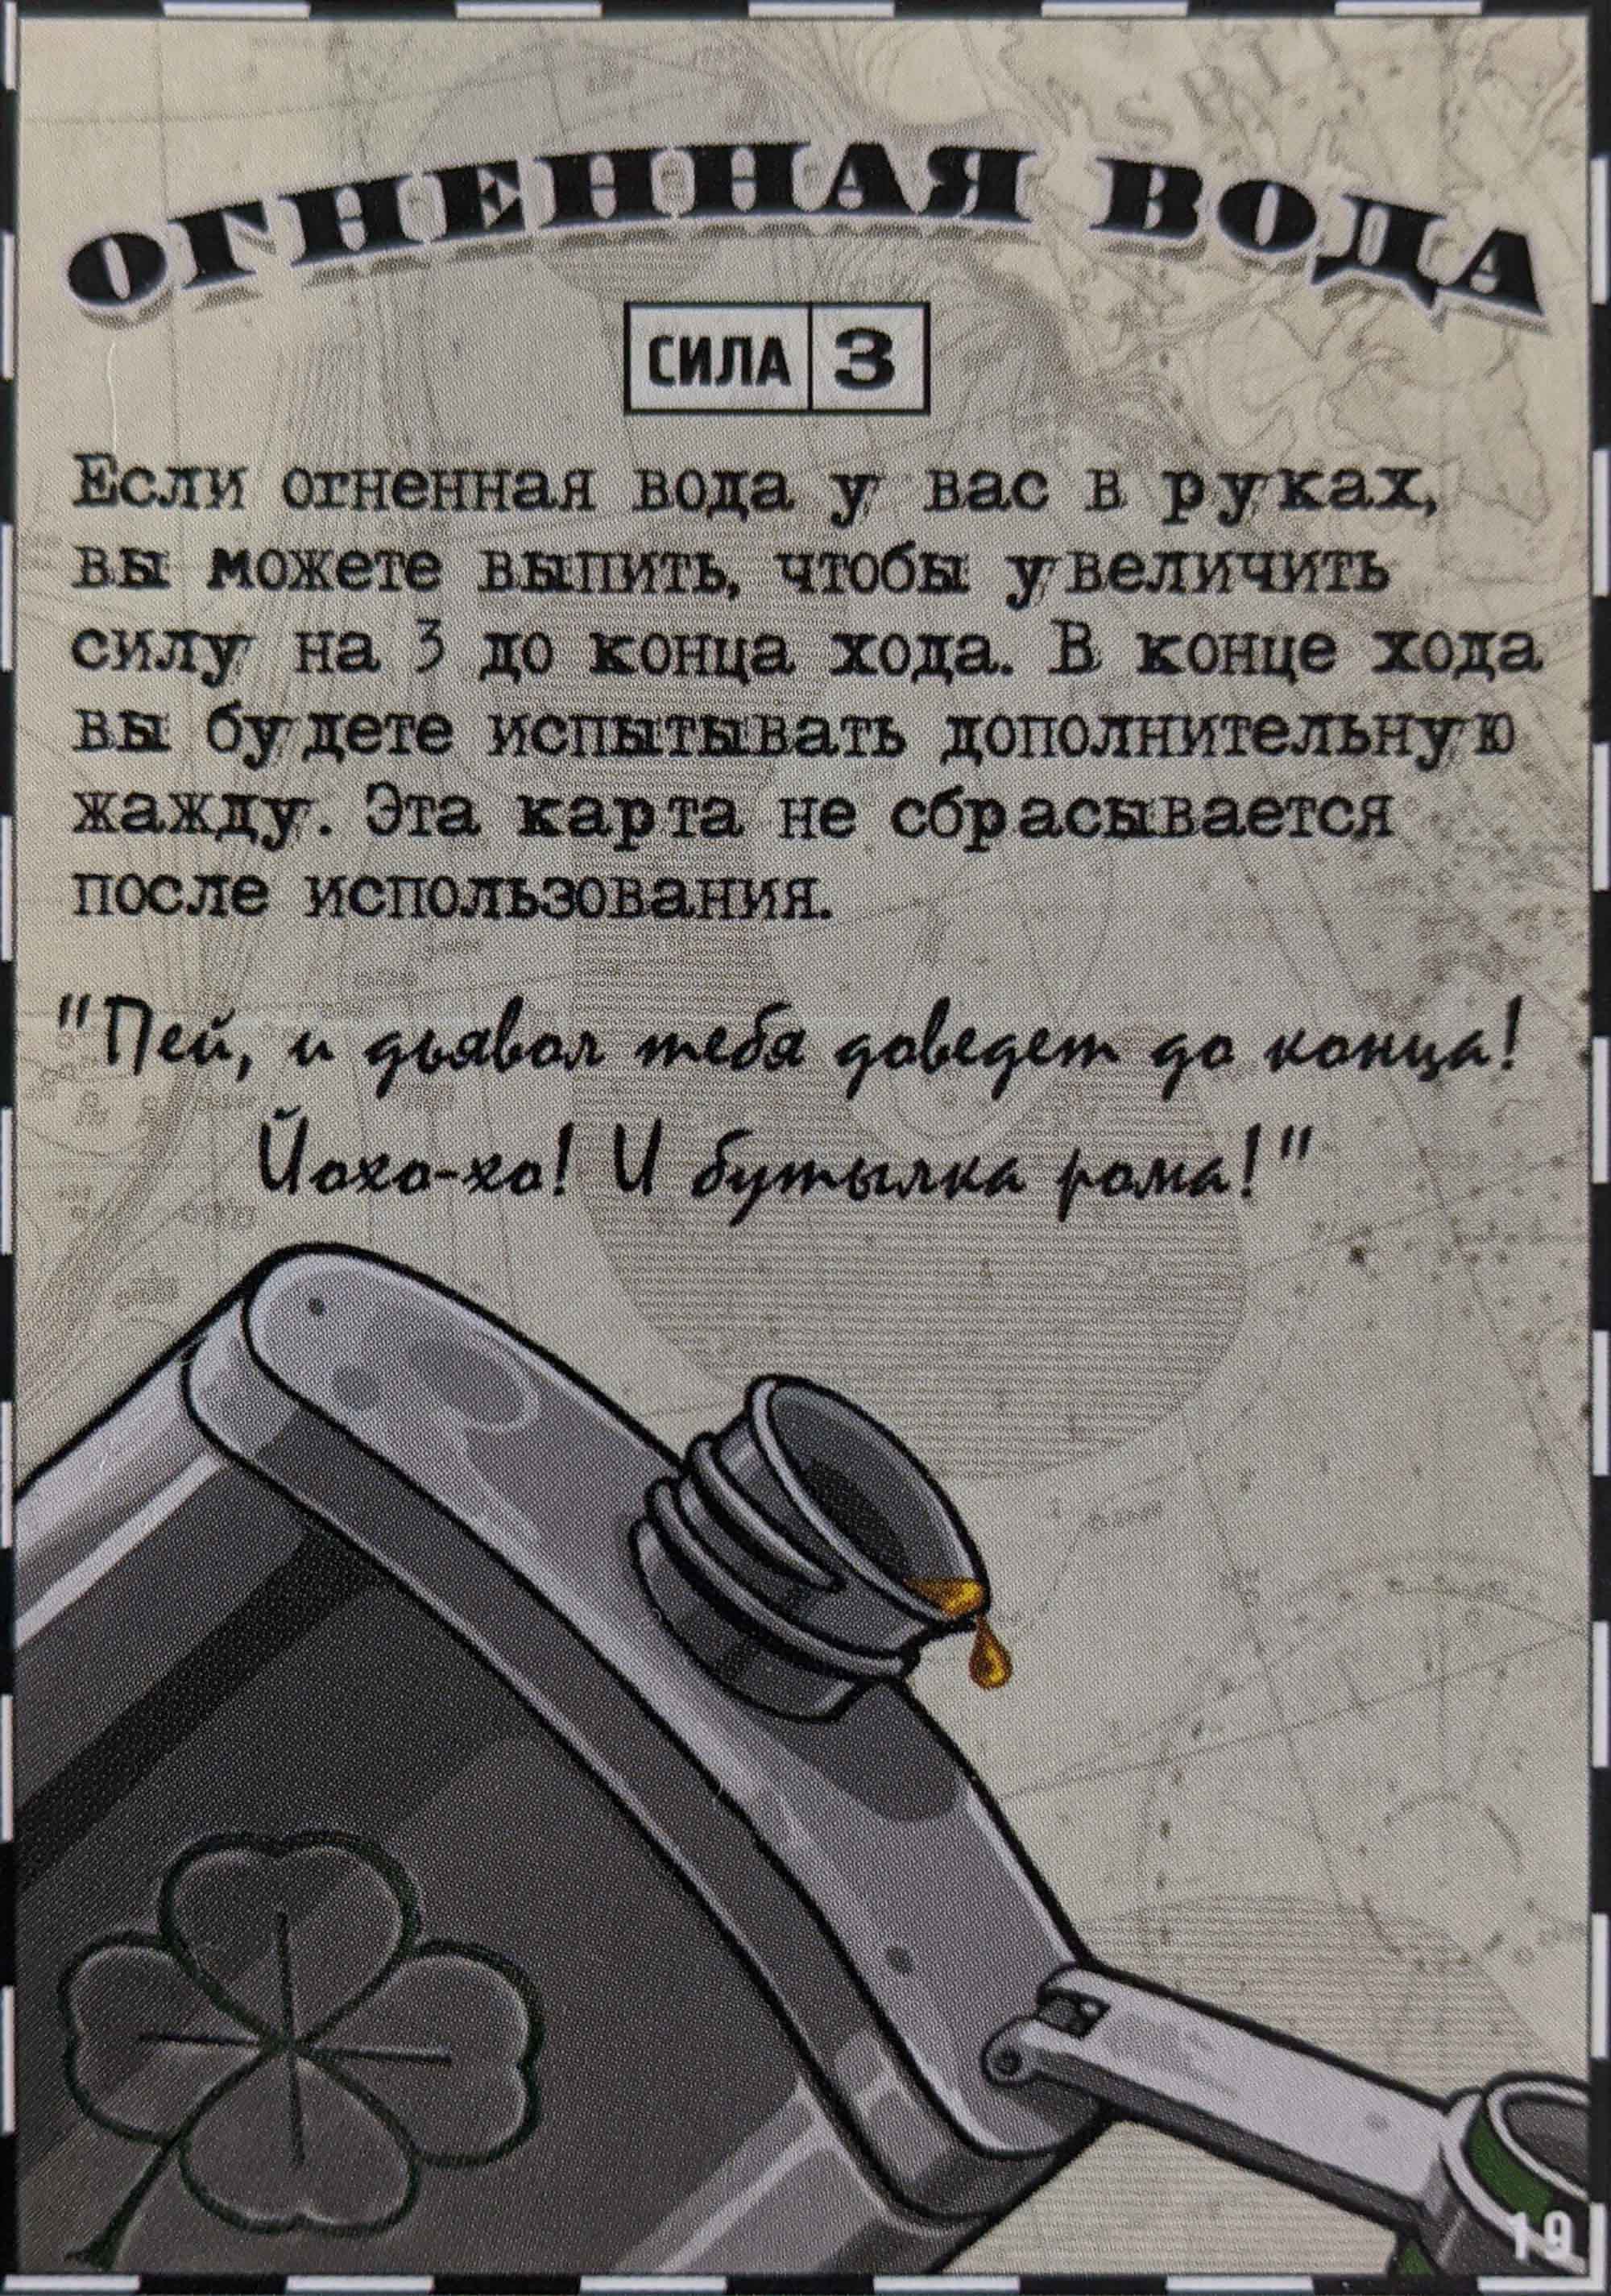 ОГНЕННАЯ ВОДА
СИЛА 3
Если огненная вода у вас в руках,
вы можете выпить, чтобы увеличить
силу на 3 до конца хода. В конце хода
вы будете испытывать дополнительную
жажду. Эта карта не сбрасывается
после использования.
"Пей, и дьявол тебя доведет до конца!
Йохо-хо! И бутылка рома!"
19